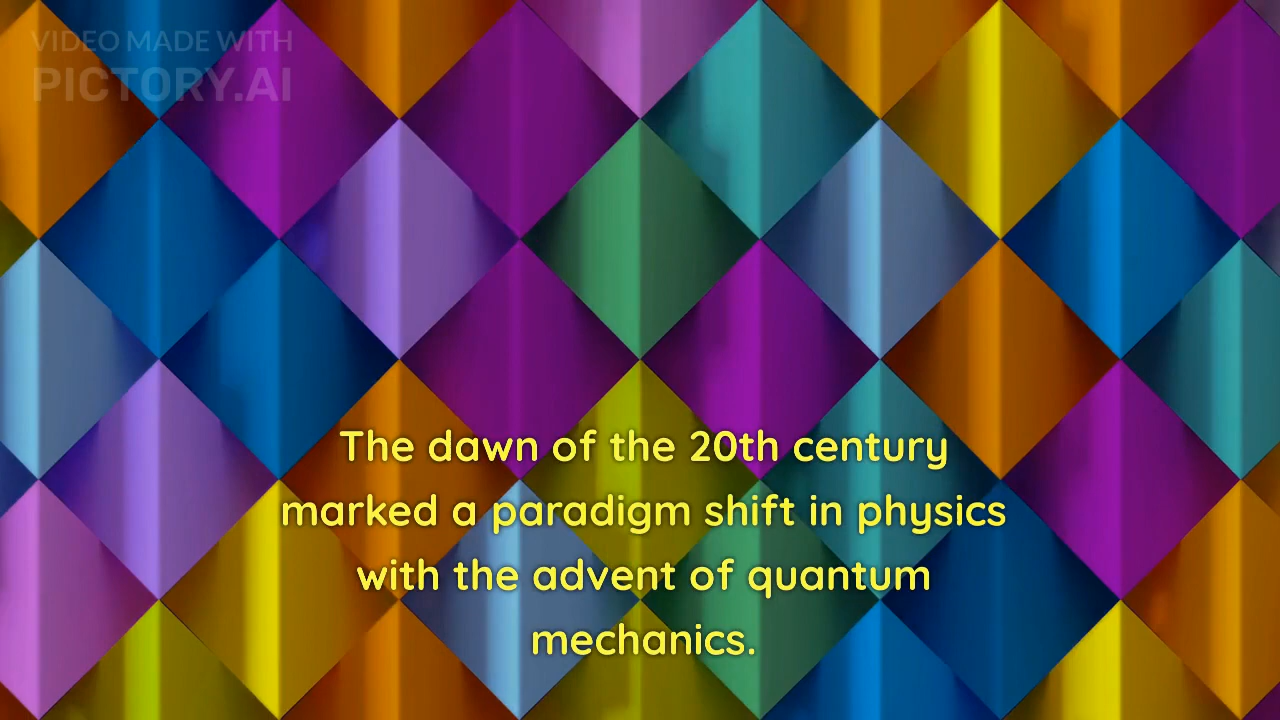 VIDEO MADE WITH
PICTORY.AI
The dawn of the 20th century
marked a paradigm shift in physics
with the advent of quantum
mechanics.